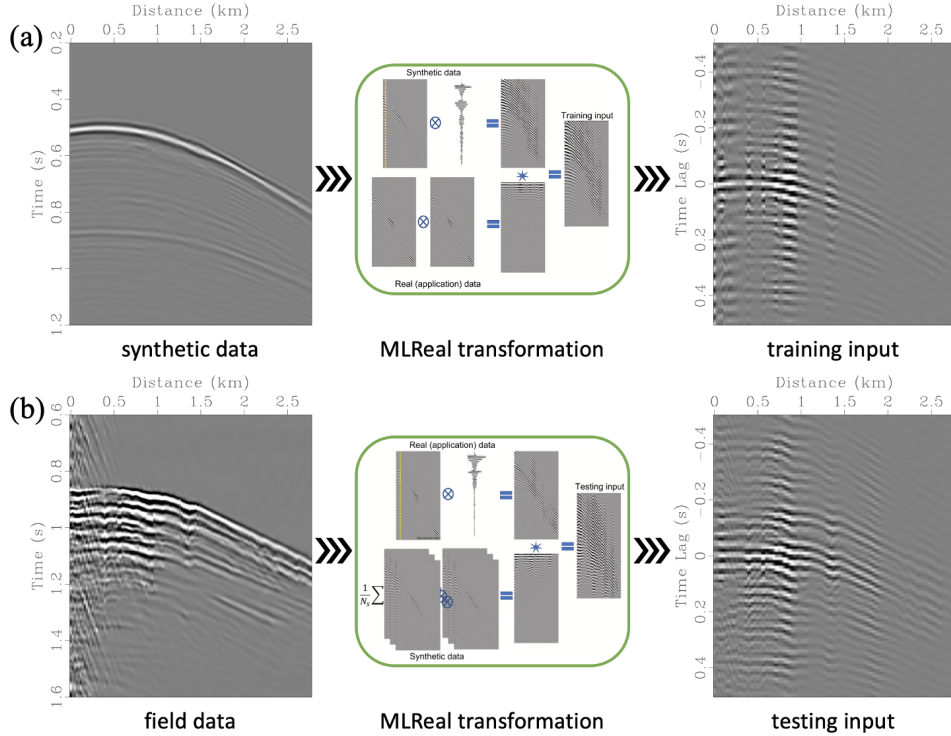 (a)
Distance (km)
0 0.5 1 1.5 2 2.5
Time (s)
0.2 0.4 0.6 0.8 1 1.2
synthetic data
Synthetic data
⊗
=
Training input
*
=
⊗
=
Real (application) data
MLReal transformation
Distance (km)
0 0.5 1 1.5 2 2.5
Time Lag (s)
-0.4 -0.2 0 0.2 0.4
training input
(b)
Distance (km)
0 0.5 1 1.5 2 2.5
Time (s)
0.6 0.8 1 1.2 1.4 1.6
field data
Real (application) data
⊗
=
Testing input
*
=
1/Nₛ ∑
⊗
=
Synthetic data
MLReal transformation
Distance (km)
0 0.5 1 1.5 2 2.5
Time Lag (s)
-0.4 -0.2 0 0.2 0.4
testing input